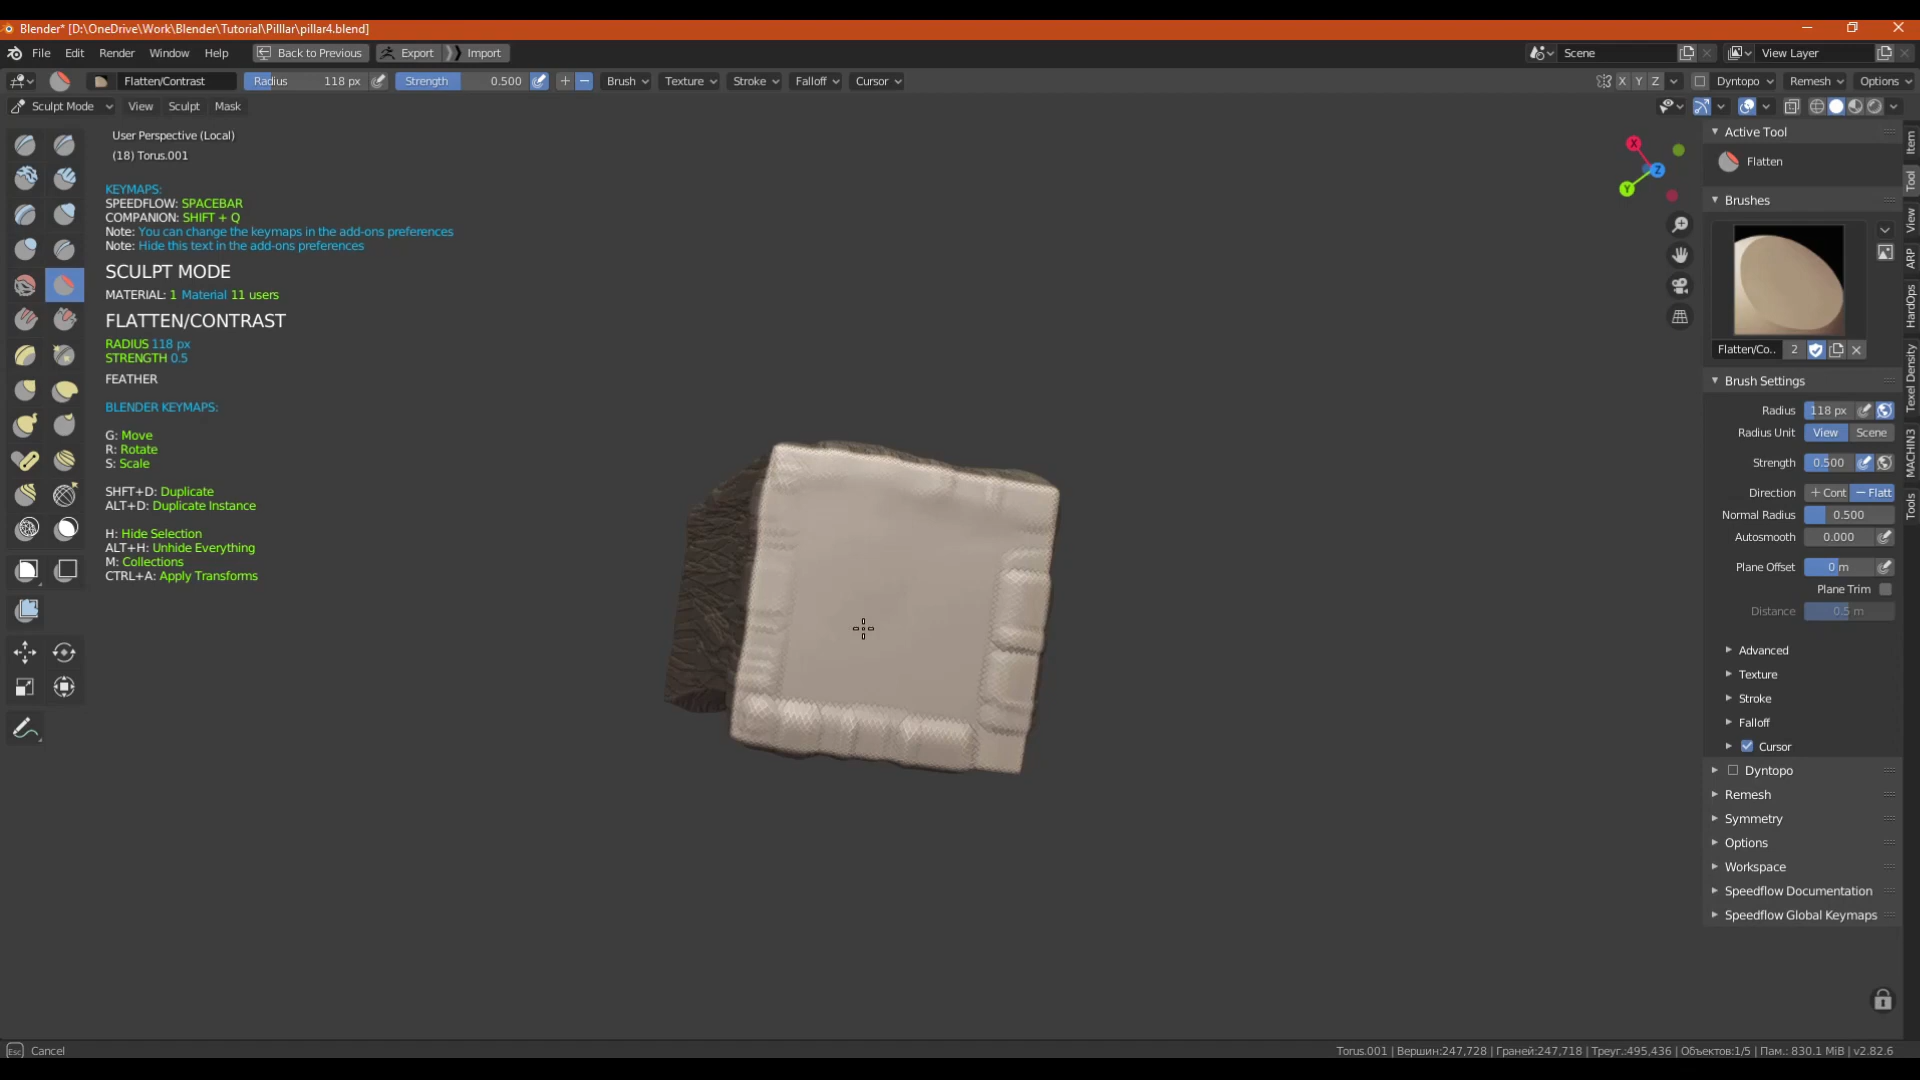 Blender* [D:\OneDrive\Work\Blender\Tutorial\Pilllar\pillar4.blend]
File Edit Render Window Help Back to Previous Export Import Scene View Layer
Flatten/Contrast Radius 118 px Strength 0.500 Brush Texture Stroke Falloff Cursor X Y Z Dyntopo Remesh Options
Sculpt Mode View Sculpt Mask
User Perspective (Local)
(18) Torus.001
KEYMAPS:
SPEEDFLOW: SPACEBAR
COMPANION: SHIFT + Q
Note: You can change the keymaps in the add-ons preferences
Note: Hide this text in the add-ons preferences
SCULPT MODE
MATERIAL: 1 Material 11 users
FLATTEN/CONTRAST
RADIUS 118 px
STRENGTH 0.5
FEATHER
BLENDER KEYMAPS:
G: Move
R: Rotate
S: Scale
SHFT+D: Duplicate
ALT+D: Duplicate Instance
H: Hide Selection
ALT+H: Unhide Everything
M: Collections
CTRL+A: Apply Transforms
X
Y
Z
Active Tool
Flatten
Brushes
Flatten/Co.. 2
Brush Settings
Radius 118 px
Radius Unit View Scene
Strength 0.500
Direction + Cont − Flatt
Normal Radius 0.500
Autosmooth 0.000
Plane Offset 0 m
Plane Trim
Distance 0.5 m
Advanced
Texture
Stroke
Falloff
Cursor
Dyntopo
Remesh
Symmetry
Options
Workspace
Speedflow Documentation
Speedflow Global Keymaps
Item
Tool
View
ARP
HardOps
Texel Density
MACHIN3
Tools
Esc Cancel
Torus.001 | Вершин:247,728 | Граней:247,718 | Треуг.:495,436 | Объектов:1/5 | Пам.: 830.1 MiB | v2.82.6